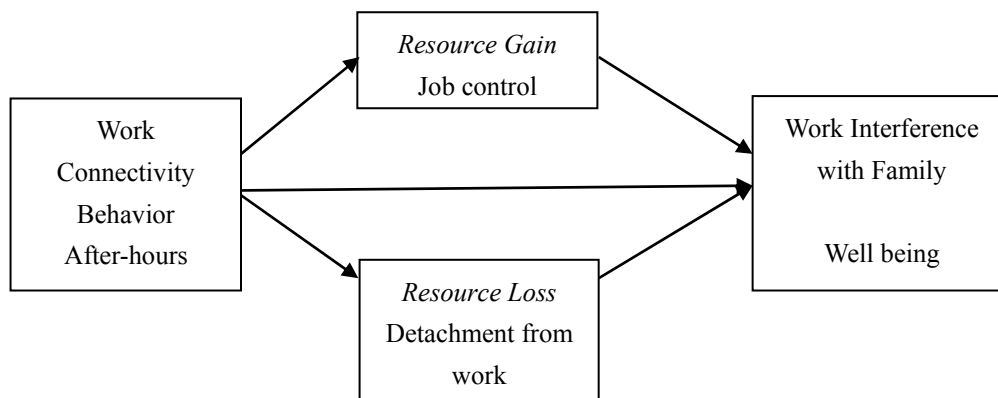 Resource Gain
Job control
Work
Connectivity
Behavior
After-hours
Work Interference
with Family
Well being
Resource Loss
Detachment from
work